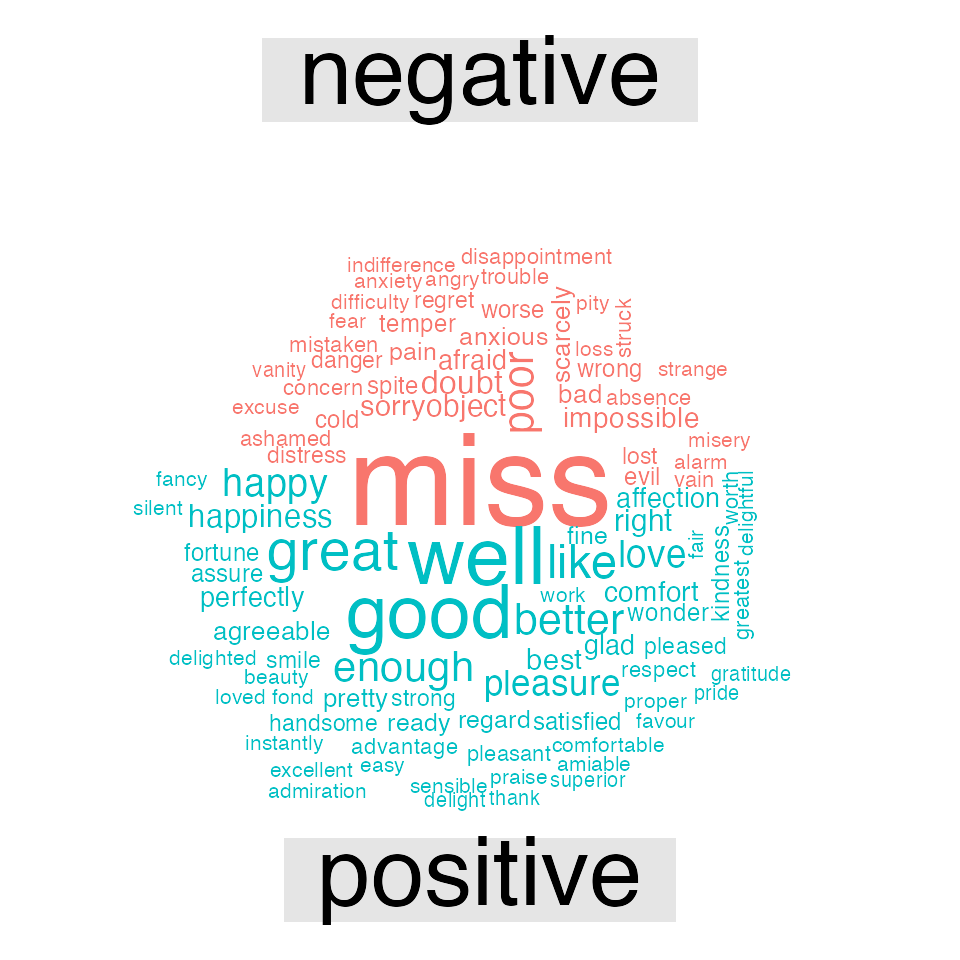 negative
indifference disappointment
anxiety angry trouble
difficulty regret worse scarcely pity struck
fear temper anxious
mistaken pain afraid poor loss
vanity danger wrong strange
concern spite doubt bad absence
excuse cold sorry object impossible
ashamed misery
distress miss lost alarm
evil vain
fancy happy affection worth delightful
silent happiness fine right
fortune great well like love fair kindness
assure work comfort greatest
perfectly good better wonder
agreeable glad pleased
delighted smile enough best respect gratitude
beauty pleasure
loved fond pretty strong proper pride
handsome ready regard satisfied favour
instantly advantage pleasant comfortable
excellent easy amiable
admiration sensible praise superior
delight thank
positive